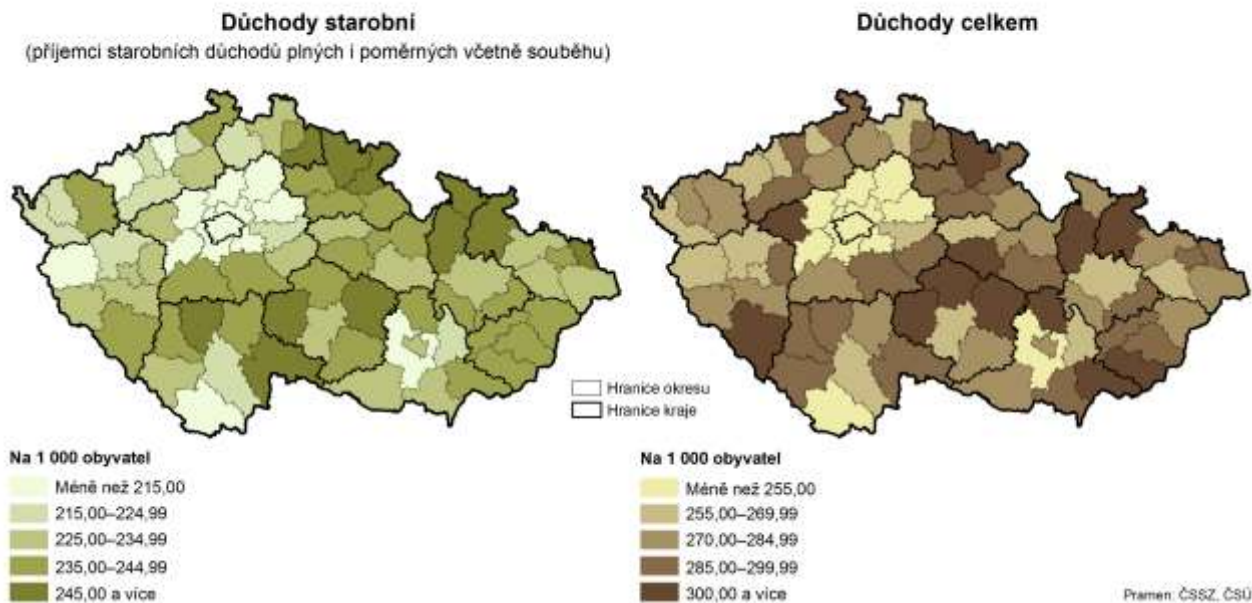 Důchody starobní
(příjemci starobních důchodů plných i poměrných včetně souběhu)
Důchody celkem
Hranice okresu
Hranice kraje
Na 1 000 obyvatel
Méně než 215,00
215,00–224,99
225,00–234,99
235,00–244,99
245,00 a více
Na 1 000 obyvatel
Méně než 255,00
255,00–269,99
270,00–284,99
285,00–299,99
300,00 a více
Pramen: ČSSZ, ČSÚ